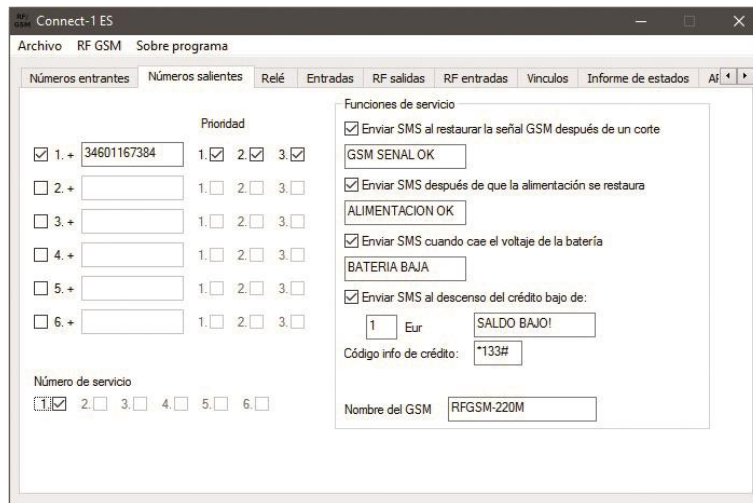 RF/
GSM
Connect-1 ES
Archivo RF GSM Sobre programa
Números entrantes Números salientes Relé Entradas RF salidas RF entradas Vinculos Informe de estados
Prioridad
1. + 34601167384 1. 2. 3.
2. + 1. 2. 3.
3. + 1. 2. 3.
4. + 1. 2. 3.
5. + 1. 2. 3.
6. + 1. 2. 3.
Número de servicio
1. 2. 3. 4. 5. 6.
Funciones de servicio
Enviar SMS al restaurar la señal GSM después de un corte
GSM SENAL OK
Enviar SMS después de que la alimentación se restaura
ALIMENTACION OK
Enviar SMS cuando cae el voltaje de la batería
BATERIA BAJA
Enviar SMS al descenso del crédito bajo de:
1 Eur SALDO BAJO!
Código info de crédito: *133#
Nombre del GSM RFGSM-220M